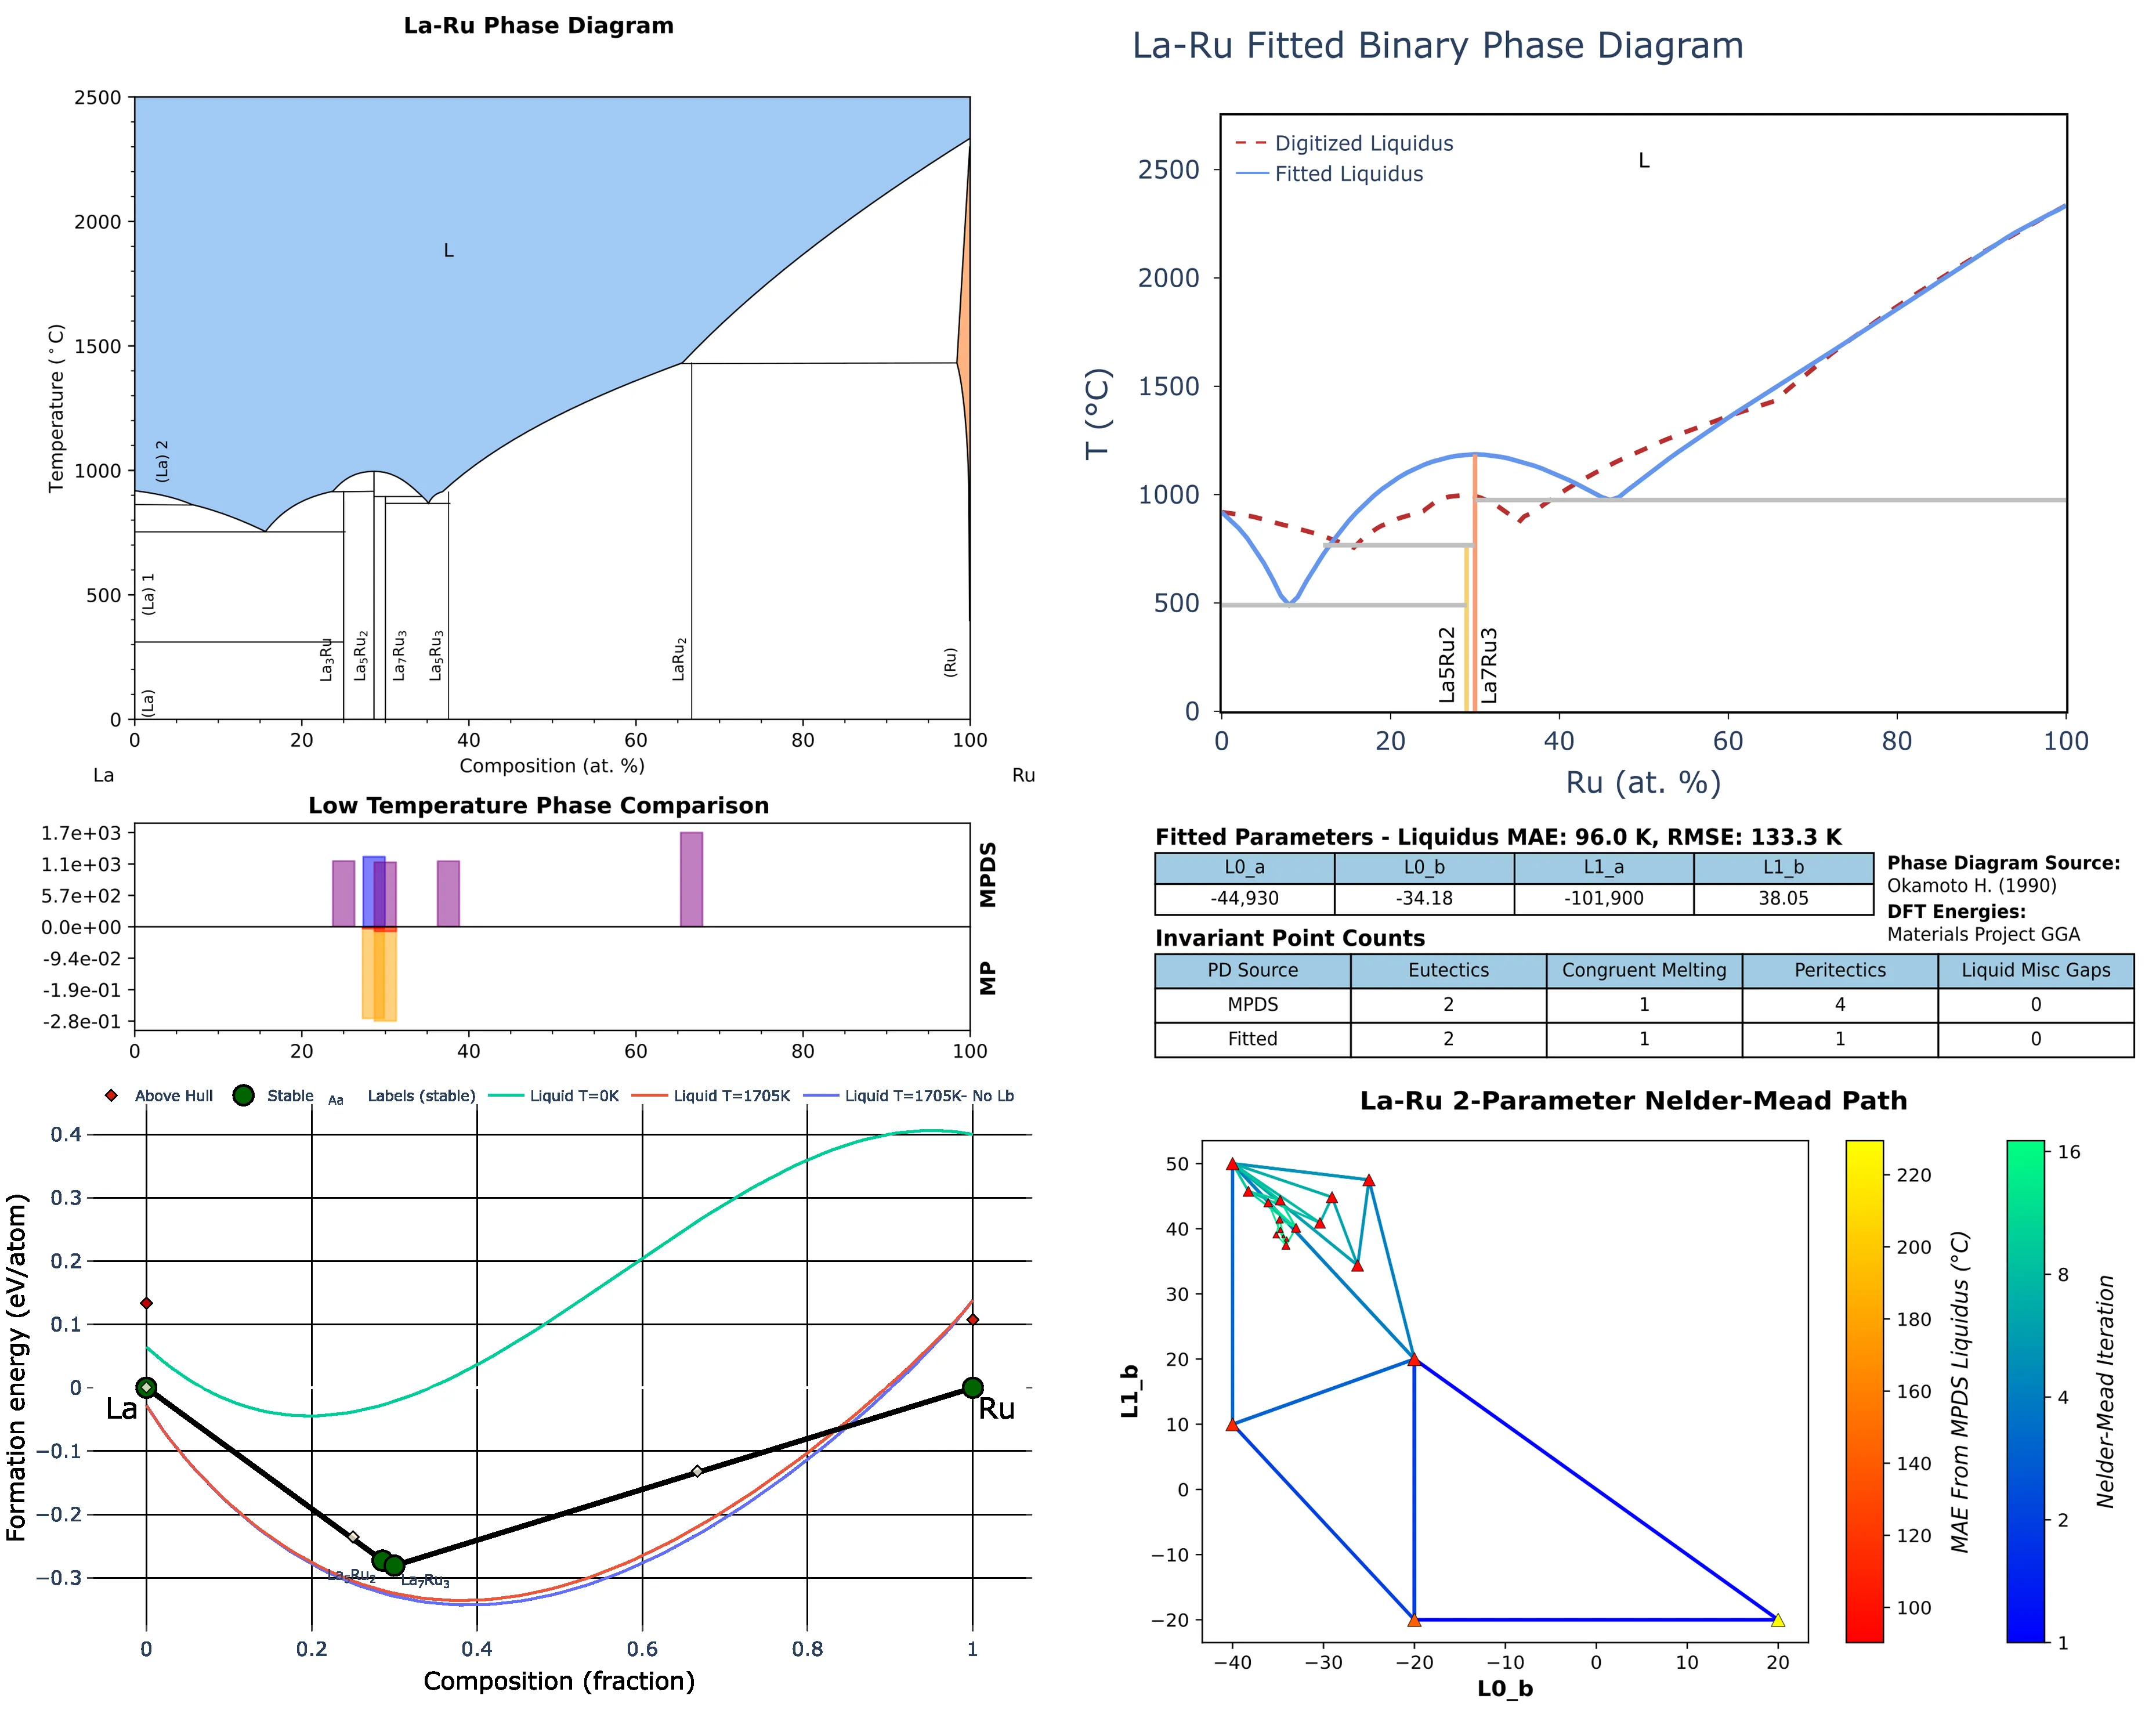 La-Ru Phase Diagram
2500
2000
1500
1000
500
0
Temperature (°C)
L
(La) 2
(La) 1
(La)
La₃Ru
La₅Ru₂
La₇Ru₃
La₅Ru₃
LaRu₂
(Ru)
0 20 40 60 80 100
Composition (at. %)
La Ru
Low Temperature Phase Comparison
1.7e+03
1.1e+03
5.7e+02
0.0e+00
-9.4e-02
-1.9e-01
-2.8e-01
MPDS
MP
0 20 40 60 80 100
Above Hull Stable Aa Labels (stable) Liquid T=0K Liquid T=1705K Liquid T=1705K- No Lb
0.4
0.3
0.2
0.1
0
−0.1
−0.2
−0.3
Formation energy (eV/atom)
La
Ru
La₅Ru₂
La₇Ru₃
0 0.2 0.4 0.6 0.8 1
Composition (fraction)
La-Ru Fitted Binary Phase Diagram
Digitized Liquidus
Fitted Liquidus
L
2500
2000
1500
1000
500
0
T (°C)
La5Ru2
La7Ru3
0 20 40 60 80 100
Ru (at. %)
Fitted Parameters - Liquidus MAE: 96.0 K, RMSE: 133.3 K
L0_a L0_b L1_a L1_b
-44,930 -34.18 -101,900 38.05
Phase Diagram Source:
Okamoto H. (1990)
DFT Energies:
Materials Project GGA
Invariant Point Counts
PD Source Eutectics Congruent Melting Peritectics Liquid Misc Gaps
MPDS 2 1 4 0
Fitted 2 1 1 0
La-Ru 2-Parameter Nelder-Mead Path
50
40
30
20
10
0
−10
−20
L1_b
−40 −30 −20 −10 0 10 20
L0_b
220
200
180
160
140
120
100
MAE From MPDS Liquidus (°C)
16
8
4
2
1
Nelder-Mead Iteration